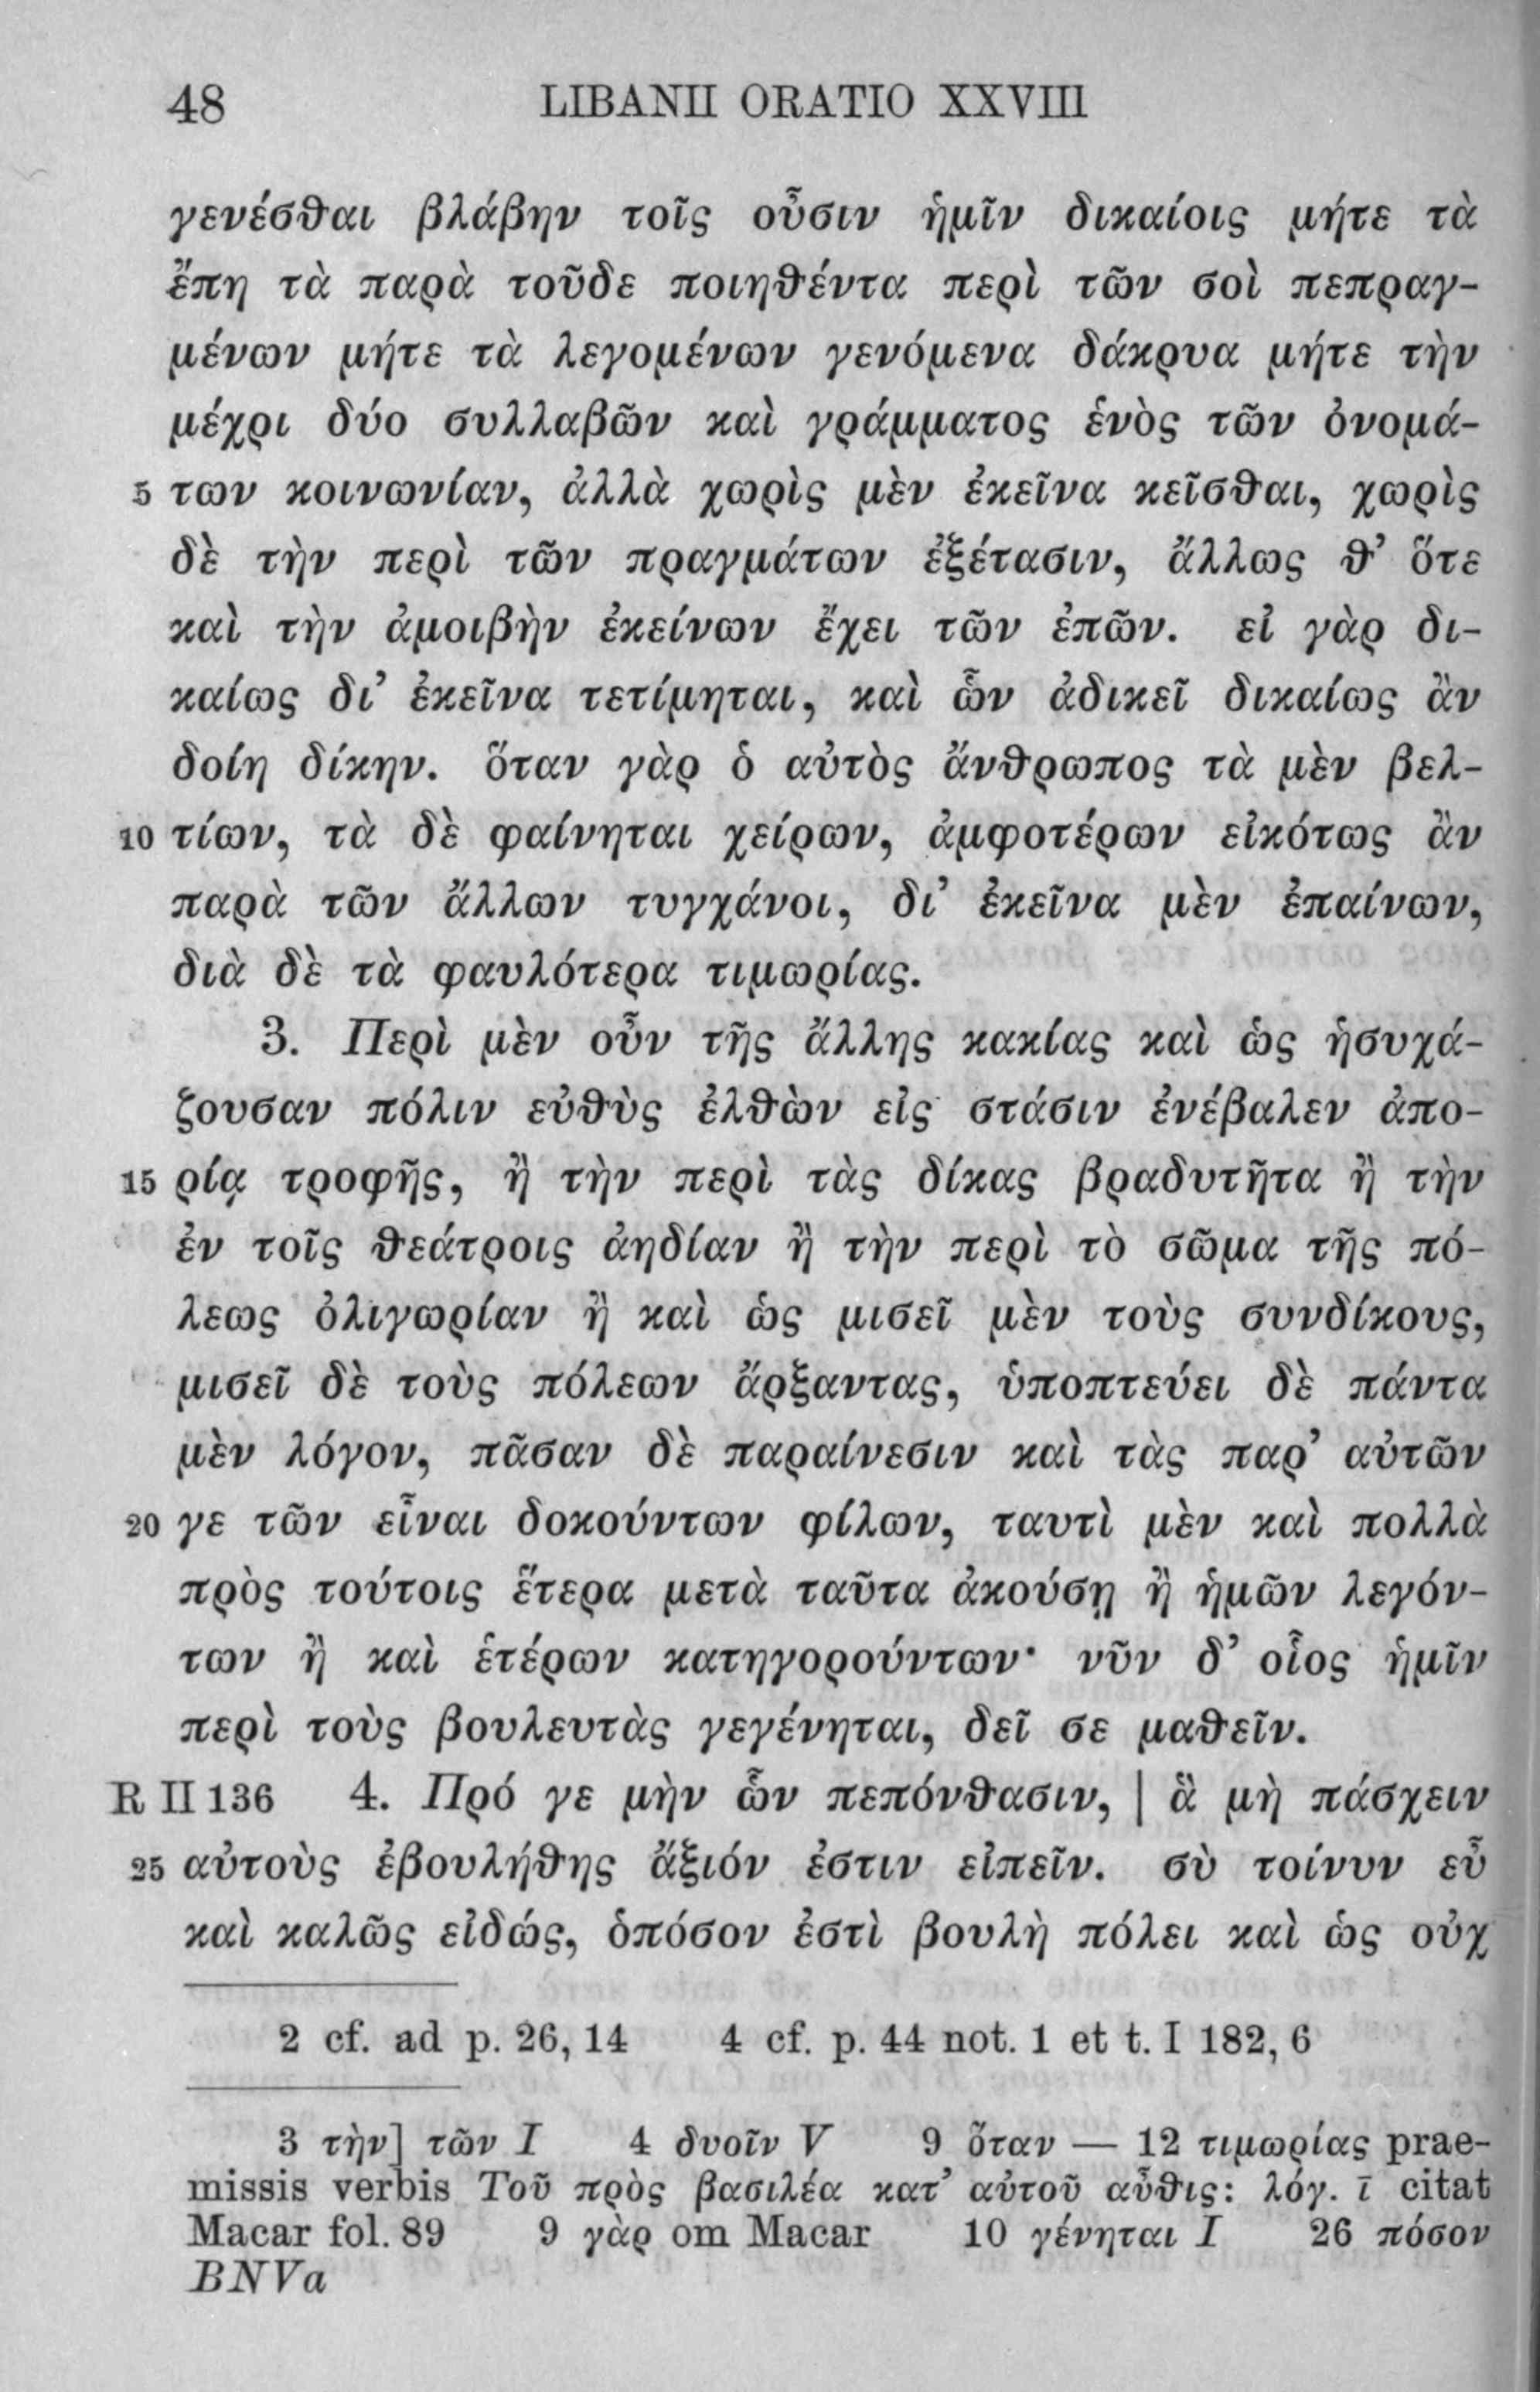 48 LIBANII ORATIO XXVIII
γενέσθαι βλάβην τοῖς οὖσιν ἡμῖν δικαίοις μήτε τὰ
ἔπη τὰ παρὰ τοῦδε ποιηθέντα περὶ τῶν σοὶ πεπραγ-
μένων μήτε τὰ λεγομένων γενόμενα δάκρυα μήτε τὴν
μέχρι δύο συλλαβῶν καὶ γράμματος ἑνὸς τῶν ὀνομά-
5 των κοινωνίαν, ἀλλὰ χωρὶς μὲν ἐκεῖνα κεῖσθαι, χωρὶς
δὲ τὴν περὶ τῶν πραγμάτων ἐξέτασιν, ἄλλως θ’ ὅτε
καὶ τὴν ἀμοιβὴν ἐκείνων ἔχει τῶν ἐπῶν. εἰ γὰρ δι-
καίως δι’ ἐκεῖνα τετίμηται, καὶ ὧν ἀδικεῖ δικαίως ἂν
δοίη δίκην. ὅταν γὰρ ὁ αὐτὸς ἄνθρωπος τὰ μὲν βελ-
10 τίων, τὰ δὲ φαίνηται χείρων, ἀμφοτέρων εἰκότως ἂν
παρὰ τῶν ἄλλων τυγχάνοι, δι’ ἐκεῖνα μὲν ἐπαίνων,
διὰ δὲ τὰ φαυλότερα τιμωρίας.
3. Περὶ μὲν οὖν τῆς ἄλλης κακίας καὶ ὡς ἡσυχά-
ζουσαν πόλιν εὐθὺς ἐλθὼν εἰς στάσιν ἐνέβαλεν ἀπο-
15 ρίᾳ τροφῆς, ἢ τὴν περὶ τὰς δίκας βραδυτῆτα ἢ τὴν
ἐν τοῖς θεάτροις ἀηδίαν ἢ τὴν περὶ τὸ σῶμα τῆς πό-
λεως ὀλιγωρίαν ἢ καὶ ὡς μισεῖ μὲν τοὺς συνδίκους,
μισεῖ δὲ τοὺς πόλεων ἄρξαντας, ὑποπτεύει δὲ πάντα
μὲν λόγον, πᾶσαν δὲ παραίνεσιν καὶ τὰς παρ’ αὐτῶν
20 γε τῶν εἶναι δοκούντων φίλων, ταυτὶ μὲν καὶ πολλὰ
πρὸς τούτοις ἕτερα μετὰ ταῦτα ἀκούσῃ ἢ ἡμῶν λεγόν-
των ἢ καὶ ἑτέρων κατηγορούντων· νῦν δ’ οἷος ἡμῖν
περὶ τοὺς βουλευτὰς γεγένηται, δεῖ σε μαθεῖν.
R II 136 4. Πρό γε μὴν ὧν πεπόνθασιν, | ἃ μὴ πάσχειν
25 αὐτοὺς ἐβουλήθης ἄξιόν ἐστιν εἰπεῖν. σὺ τοίνυν εὖ
καὶ καλῶς εἰδώς, ὁπόσον ἐστὶ βουλὴ πόλει καὶ ὡς οὐχ
2 cf. ad p. 26, 14 4 cf. p. 44 not. 1 et t. I 182, 6
3 τὴν] τῶν I 4 δυοῖν V 9 ὅταν — 12 τιμωρίας prae-
missis verbis Τοῦ πρὸς βασιλέα κατ’ αὐτοῦ αὖθις: λόγ. ῑ citat
Macar fol. 89 9 γὰρ om Macar 10 γένηται I 26 πόσον
BNVa